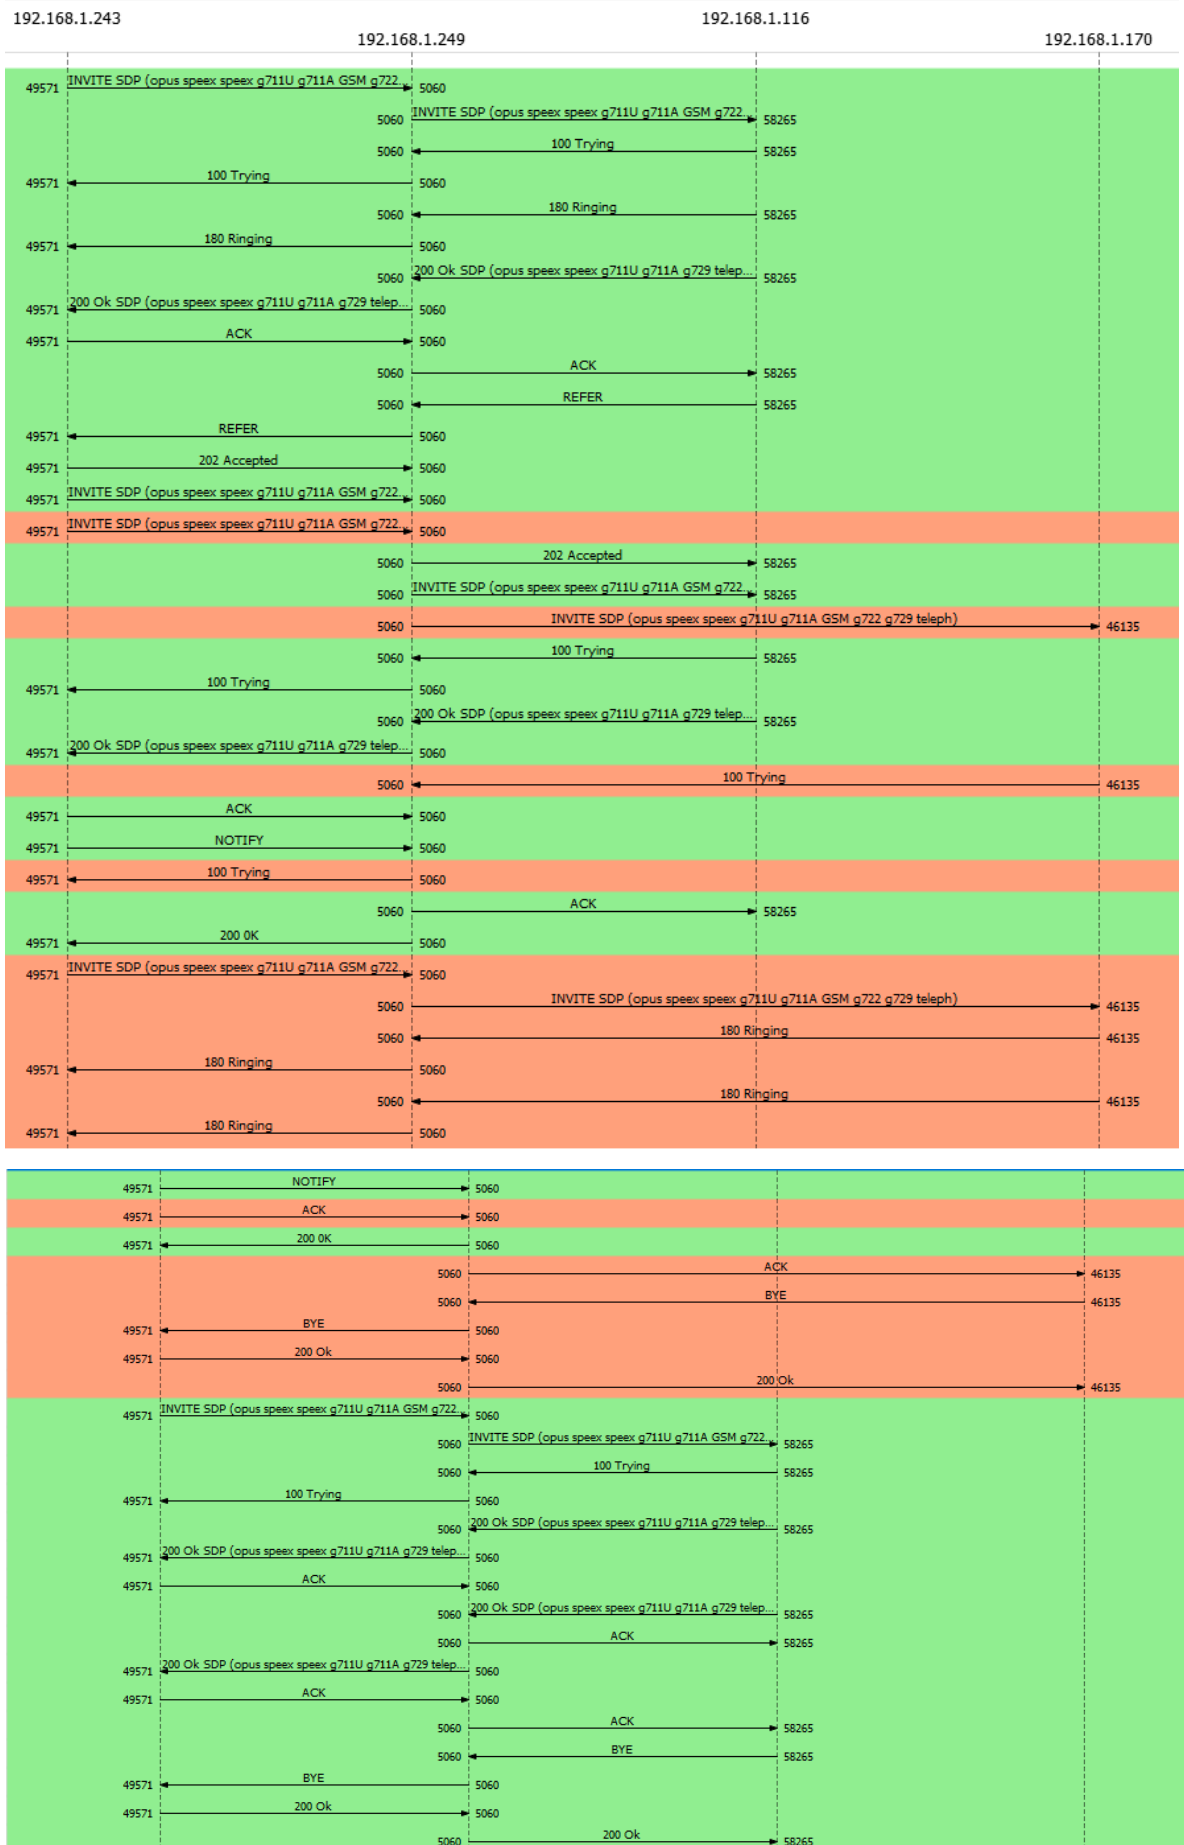 192.168.1.243 192.168.1.116
192.168.1.249 192.168.1.170
49571 INVITE SDP (opus speex speex g711U g711A GSM g722... 5060
5060 INVITE SDP (opus speex speex g711U g711A GSM g722... 58265
5060 100 Trying 58265
49571 100 Trying 5060
5060 180 Ringing 58265
49571 180 Ringing 5060
5060 200 Ok SDP (opus speex speex g711U g711A g729 telep... 58265
49571 200 Ok SDP (opus speex speex g711U g711A g729 telep... 5060
49571 ACK 5060
5060 ACK 58265
5060 REFER 58265
49571 REFER 5060
49571 202 Accepted 5060
49571 INVITE SDP (opus speex speex g711U g711A GSM g722... 5060
49571 INVITE SDP (opus speex speex g711U g711A GSM g722... 5060
5060 202 Accepted 58265
5060 INVITE SDP (opus speex speex g711U g711A GSM g722... 58265
5060 INVITE SDP (opus speex speex g711U g711A GSM g722 g729 teleph) 46135
5060 100 Trying 58265
49571 100 Trying 5060
5060 200 Ok SDP (opus speex speex g711U g711A g729 telep... 58265
49571 200 Ok SDP (opus speex speex g711U g711A g729 telep... 5060
5060 100 Trying 46135
49571 ACK 5060
49571 NOTIFY 5060
49571 100 Trying 5060
5060 ACK 58265
49571 200 0K 5060
49571 INVITE SDP (opus speex speex g711U g711A GSM g722... 5060
5060 INVITE SDP (opus speex speex g711U g711A GSM g722 g729 teleph) 46135
5060 180 Ringing 46135
49571 180 Ringing 5060
5060 180 Ringing 46135
49571 180 Ringing 5060
49571 NOTIFY 5060
49571 ACK 5060
49571 200 0K 5060
5060 ACK 46135
5060 BYE 46135
49571 BYE 5060
49571 200 Ok 5060
5060 200 Ok 46135
49571 INVITE SDP (opus speex speex g711U g711A GSM g722... 5060
5060 INVITE SDP (opus speex speex g711U g711A GSM g722... 58265
5060 100 Trying 58265
49571 100 Trying 5060
5060 200 Ok SDP (opus speex speex g711U g711A g729 telep... 58265
49571 200 Ok SDP (opus speex speex g711U g711A g729 telep... 5060
49571 ACK 5060
5060 200 Ok SDP (opus speex speex g711U g711A g729 telep... 58265
5060 ACK 58265
49571 200 Ok SDP (opus speex speex g711U g711A g729 telep... 5060
49571 ACK 5060
5060 ACK 58265
5060 BYE 58265
49571 BYE 5060
49571 200 Ok 5060
5060 200 Ok 58265